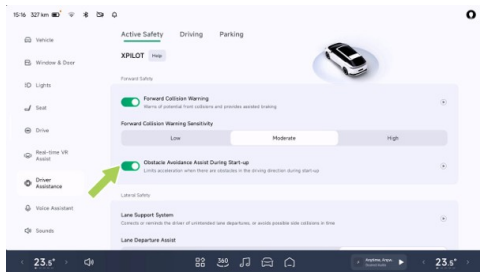 15:16 327 km
Active Safety Driving Parking
Vehicle
XPILOT Help
Window & Door
Forward Safety
Lights
Forward Collision Warning
Warns of potential front collisions and provides assisted braking
Seat
Forward Collision Warning Sensitivity
Drive
Low Moderate High
Real-time VR
Assist
Obstacle Avoidance Assist During Start-up
Limits acceleration when there are obstacles in the driving direction during start-up
Driver
Assistance
Lateral Safety
Voice Assistant
Lane Support System
Corrects or reminds the driver of unintended lane departures, or avoids possible side collisions in time
Sounds
Lane Departure Assist
23.5° 360 23.5°